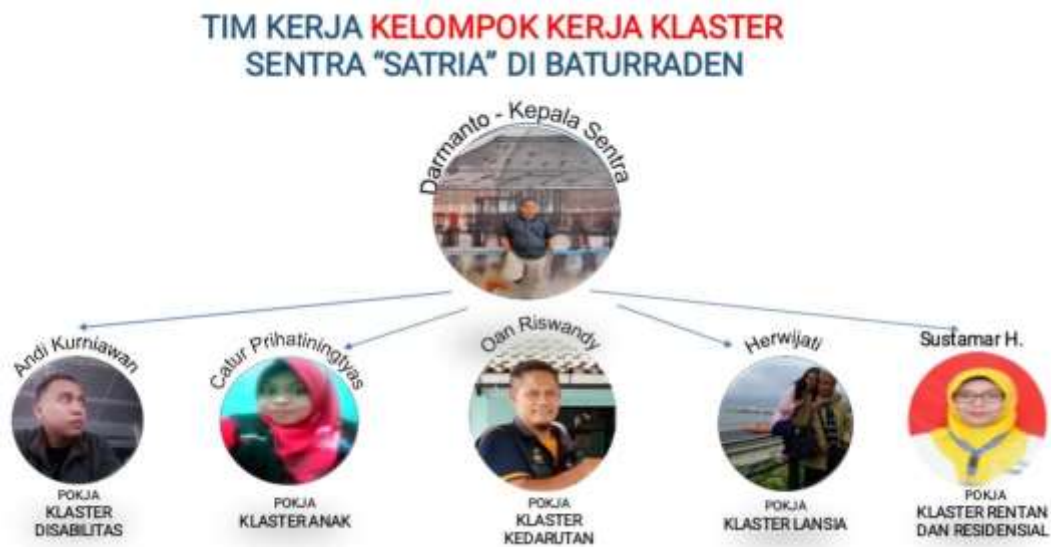 TIM KERJA KELOMPOK KERJA KLASTER
SENTRA “SATRIA” DI BATURRADEN
Darmanto - Kepala Sentra
Andi Kurniawan
Catur Prihatiningtyas
Oan Riswandy
Herwijati
Sustamar H.
POKJA
KLASTER
DISABILITAS
POKJA
KLASTER ANAK
POKJA
KLASTER
KEDARUTAN
POKJA
KLASTER LANSIA
POKJA
KLASTER RENTAN
DAN RESIDENSIAL